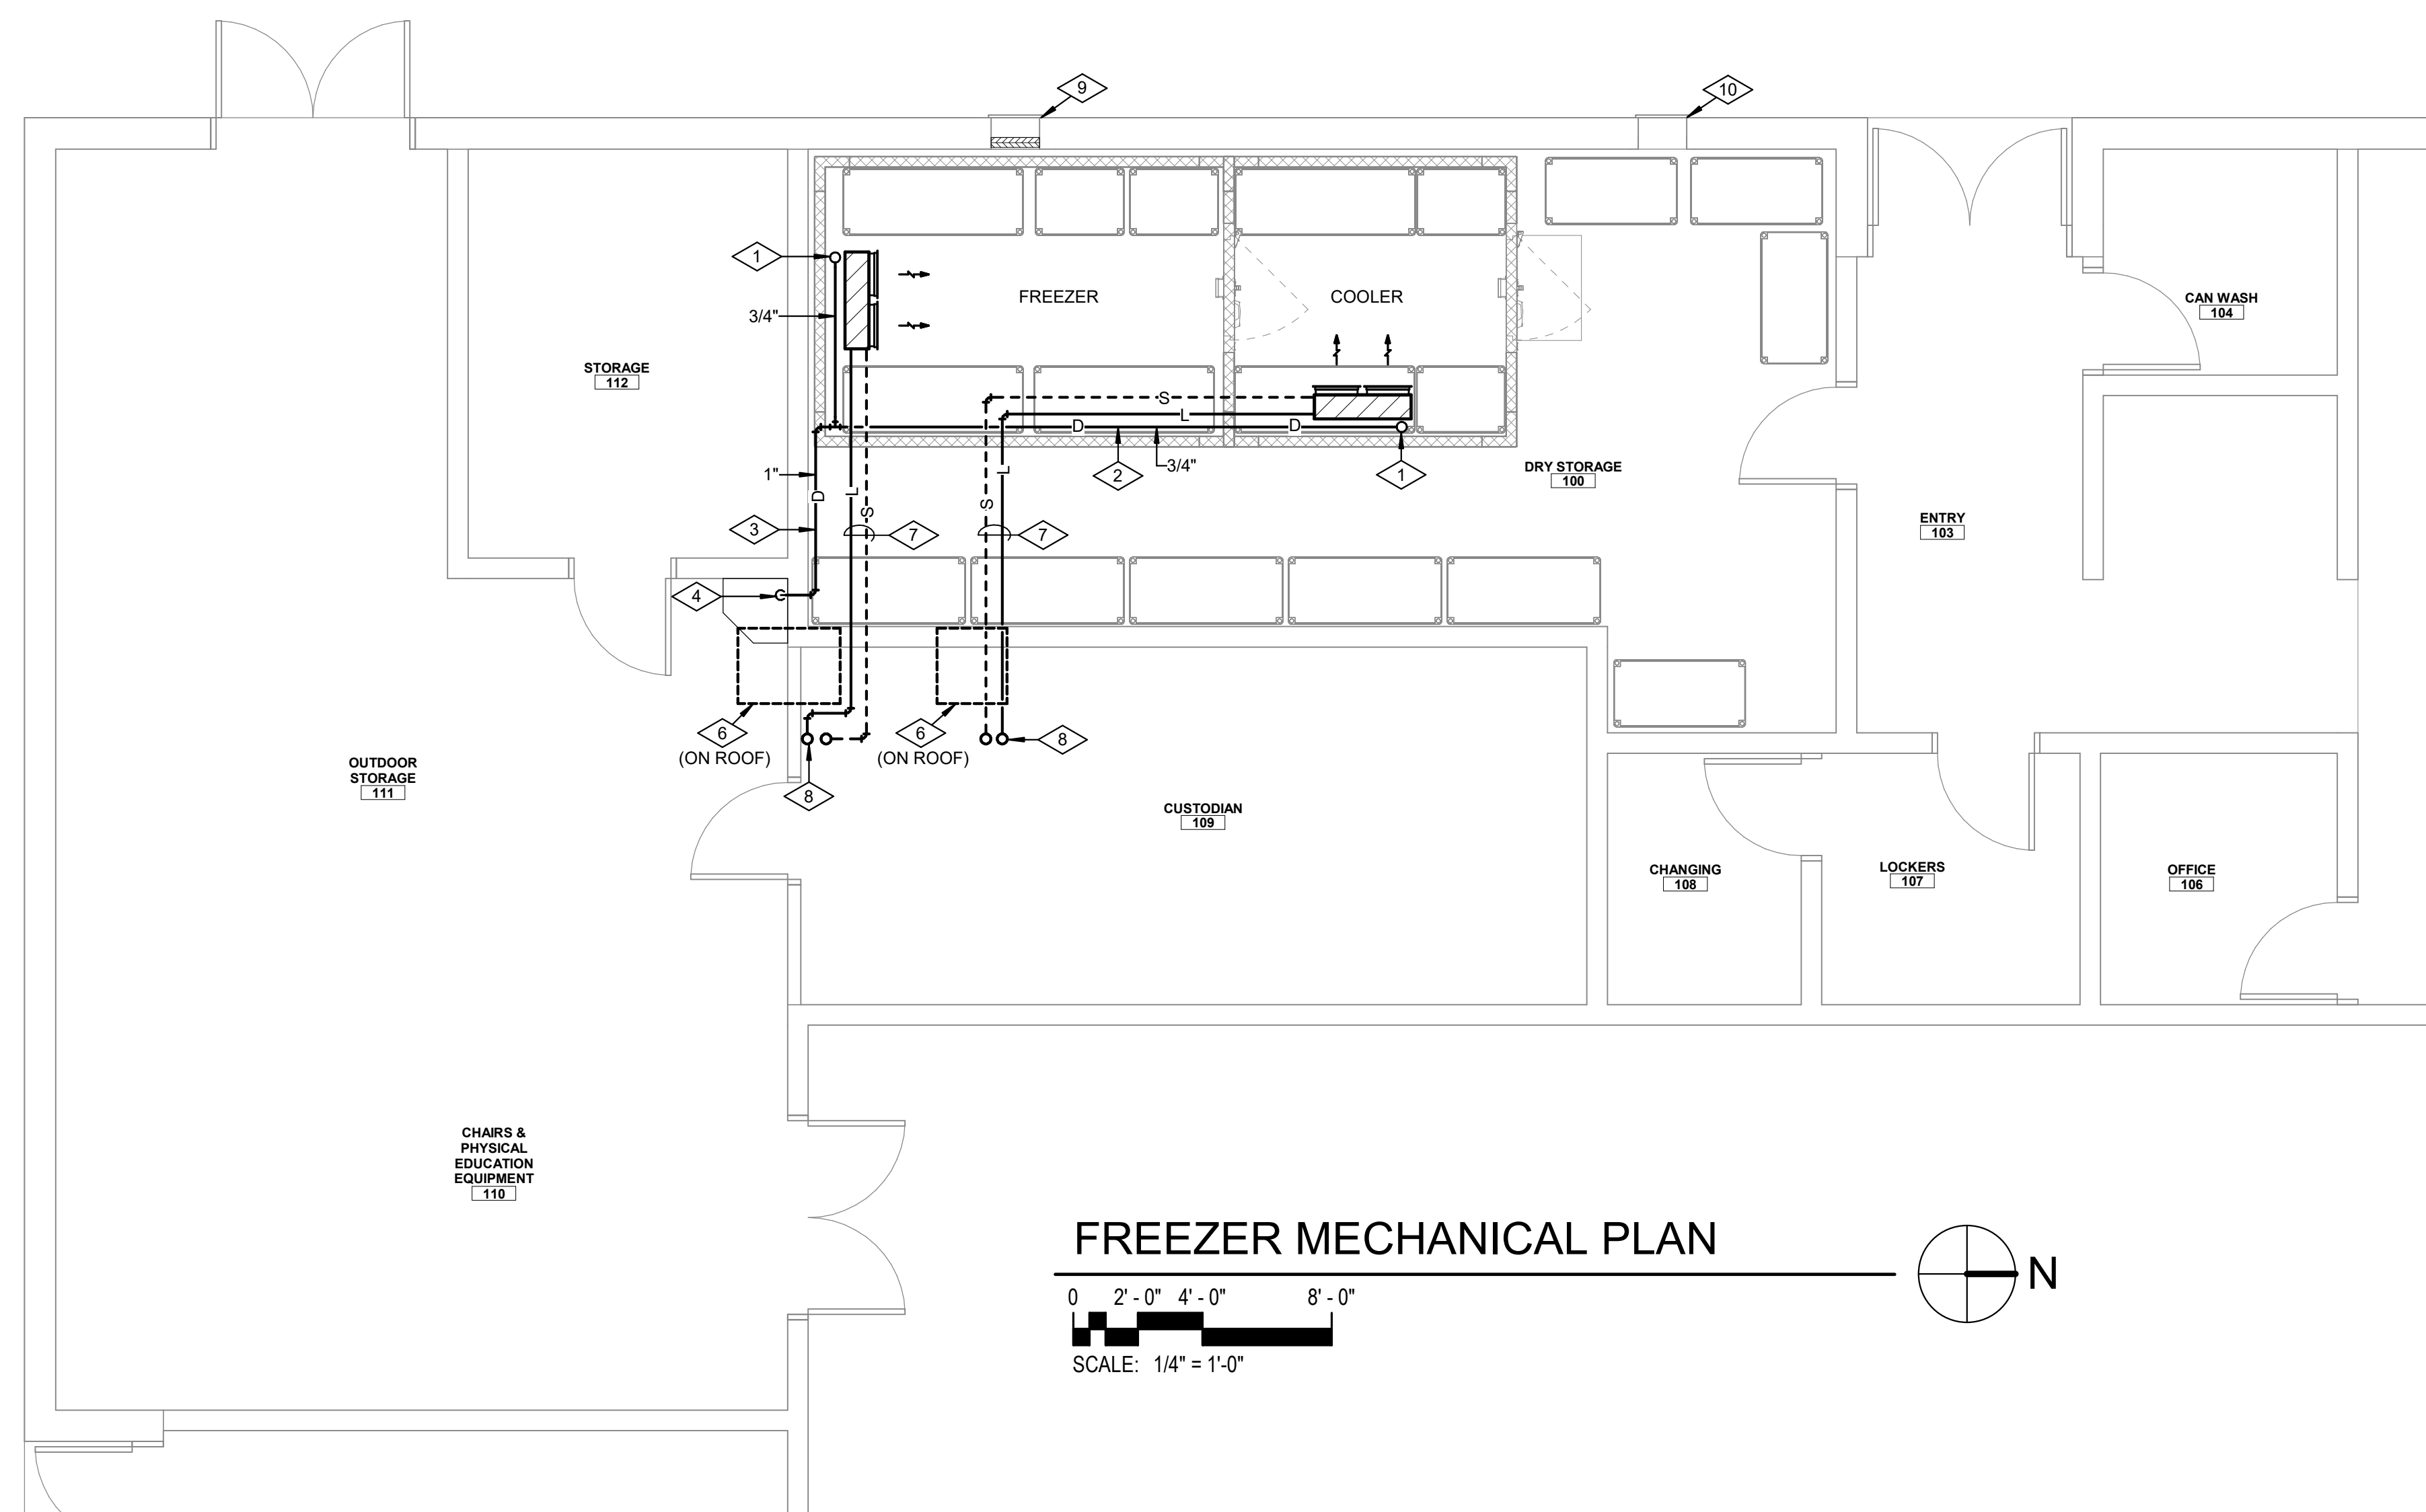 9
10
1
FREEZER
COOLER
CAN WASH
104
3/4"
STORAGE
112
S
L
D
D
2
3/4"
1
1"
D
L
S
S
L
DRY STORAGE
100
3
7
7
ENTRY
103
4
6
(ON ROOF)
6
(ON ROOF)
8
8
OUTDOOR
STORAGE
111
CUSTODIAN
109
CHANGING
108
LOCKERS
107
OFFICE
106
CHAIRS &
PHYSICAL
EDUCATION
EQUIPMENT
110
FREEZER MECHANICAL PLAN
N
0 2' - 0" 4' - 0" 8' - 0"
SCALE: 1/4" = 1'-0"